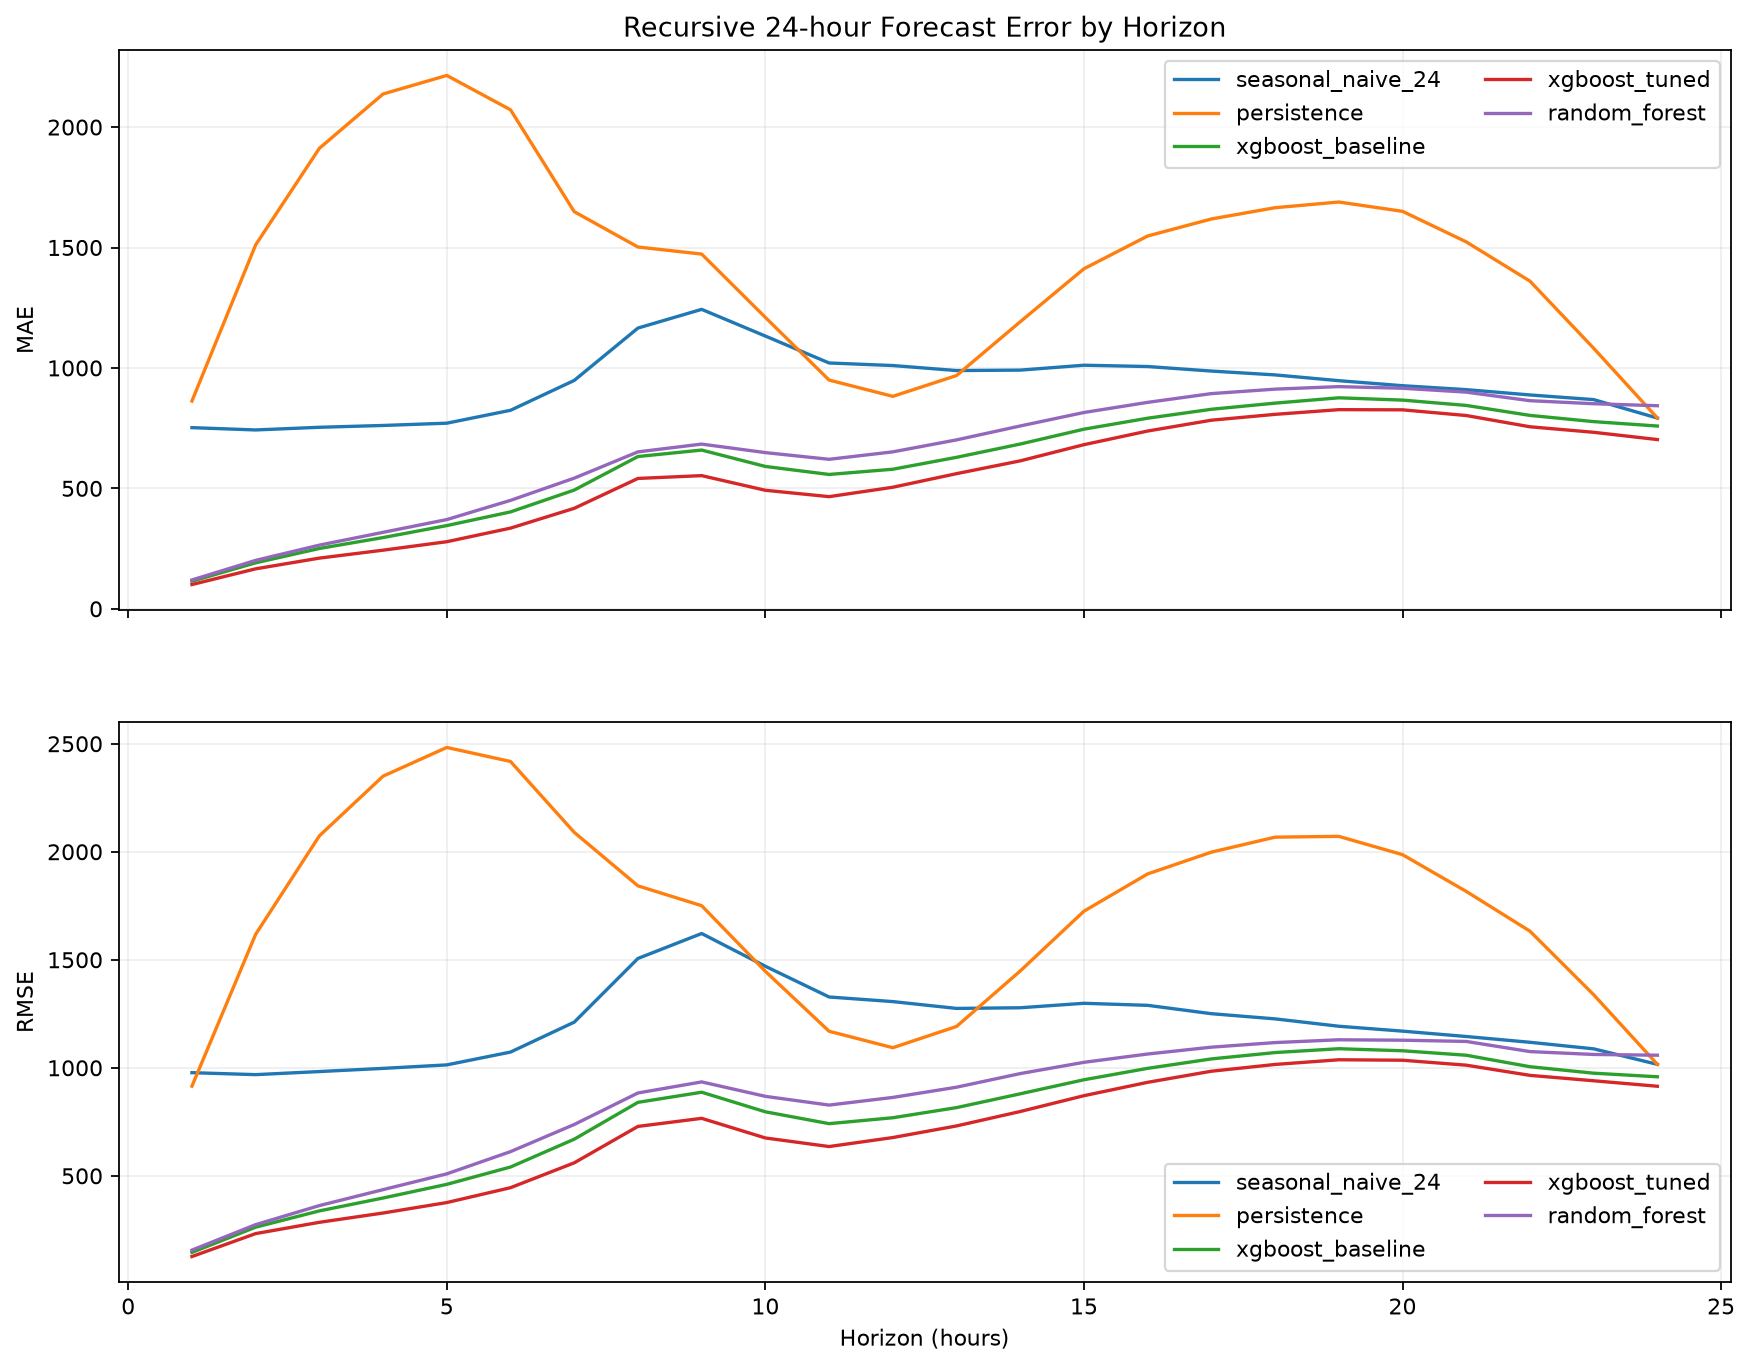 Recursive 24-hour Forecast Error by Horizon
MAE
2000
1500
1000
500
0
seasonal_naive_24
persistence
xgboost_baseline
xgboost_tuned
random_forest
RMSE
2500
2000
1500
1000
500
seasonal_naive_24
persistence
xgboost_baseline
xgboost_tuned
random_forest
0 5 10 15 20 25
Horizon (hours)